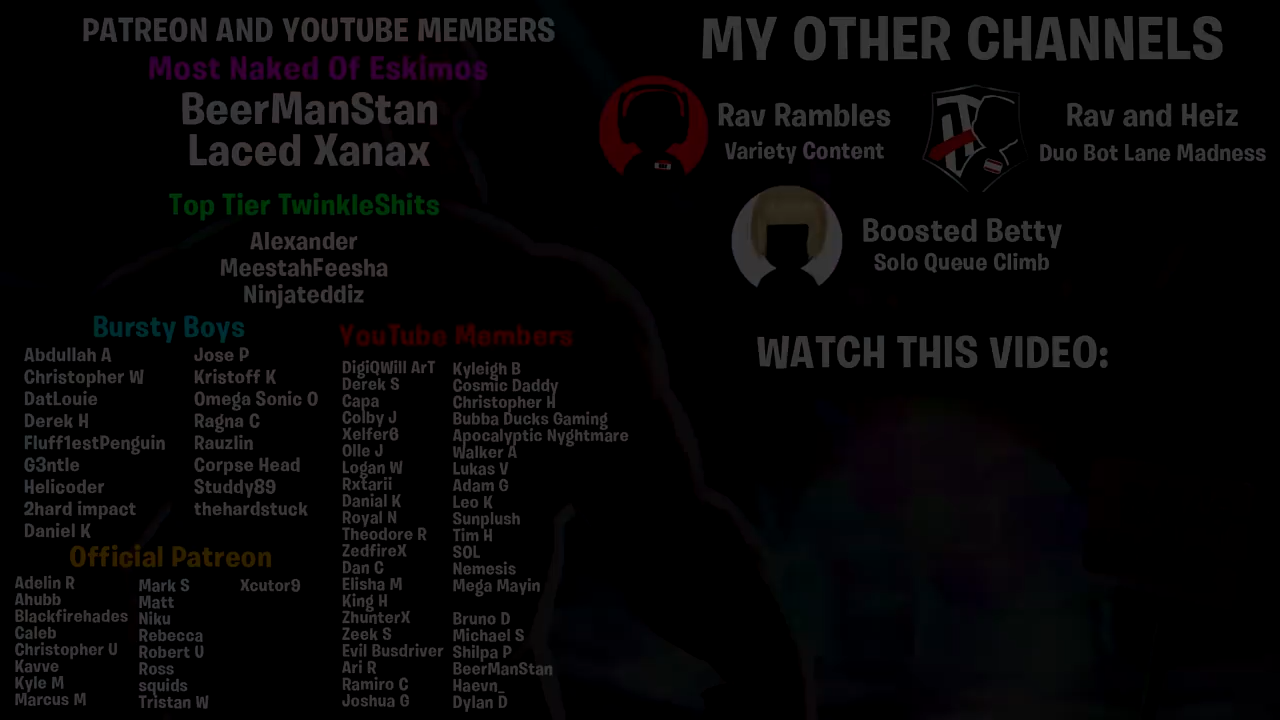 PATREON AND YOUTUBE MEMBERS
Most Naked Of Eskimos
BeerManStan
Laced Xanax
Top Tier TwinkleShits
Alexander
MeestahFeesha
Ninjateddiz
Bursty Boys
Abdullah A
Christopher W
DatLouie
Derek H
Fluff1estPenguin
G3ntle
Helicoder
2hard impact
Daniel K
Jose P
Kristoff K
Omega Sonic O
Ragna C
Rauzlin
Corpse Head
Studdy89
thehardstuck
Official Patreon
Adelin R
Ahubb
Blackfirehades
Caleb
Christopher U
Kavve
Kyle M
Marcus M
Mark S
Matt
Niku
Rebecca
Robert U
Ross
squids
Tristan W
Xcutor9
YouTube Members
DigiQWill ArT
Derek S
Capa
Colby J
Xelfer6
Olle J
Logan W
Rxtarii
Danial K
Royal N
Theodore R
ZedfireX
Dan C
Elisha M
King H
ZhunterX
Zeek S
Evil Busdriver
Ari R
Ramiro C
Joshua G
Kyleigh B
Cosmic Daddy
Christopher H
Bubba Ducks Gaming
Apocalyptic Nyghtmare
Walker A
Lukas V
Adam G
Leo K
Sunplush
Tim H
SOL
Nemesis
Mega Mayin
Bruno D
Michael S
Shilpa P
BeerManStan
Haevn_
Dylan D
MY OTHER CHANNELS
Rav Rambles
Variety Content
Rav and Heiz
Duo Bot Lane Madness
Boosted Betty
Solo Queue Climb
WATCH THIS VIDEO: